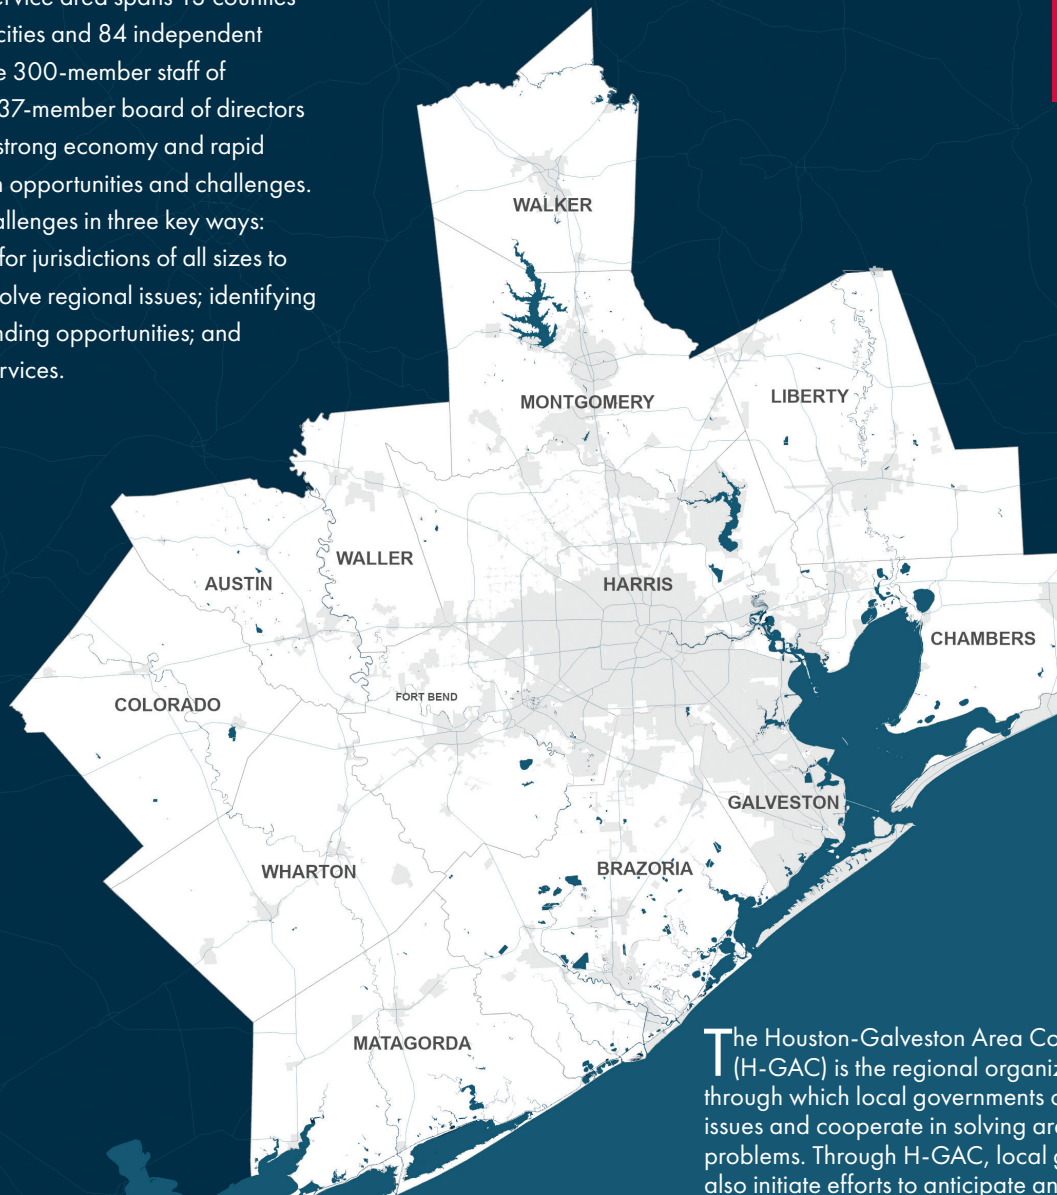 ervice area spans 13 counties
cities and 84 independent
e 300-member staff of
37-member board of directors
strong economy and rapid
opportunities and challenges.
allenges in three key ways:
for jurisdictions of all sizes to
olve regional issues; identifying
nding opportunities; and
rvices.
WALKER
MONTGOMERY
LIBERTY
WALLER
AUSTIN
HARRIS
CHAMBERS
COLORADO
FORT BEND
GALVESTON
WHARTON
BRAZORIA
MATAGORDA
The Houston-Galveston Area Co
(H-GAC) is the regional organiz
through which local governments c
issues and cooperate in solving are
problems. Through H-GAC, local g
also initiate efforts to anticipate an